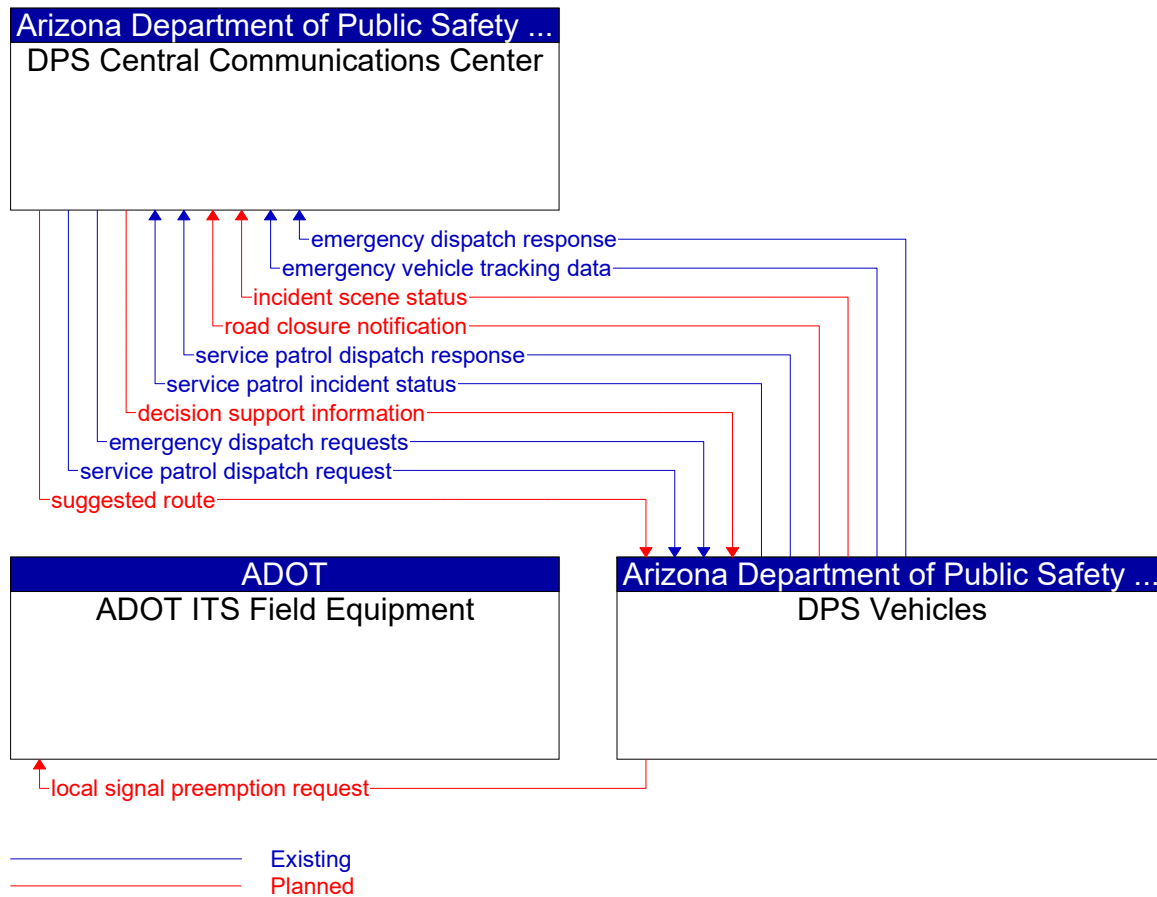 Arizona Department of Public Safety ...
DPS Central Communications Center
emergency dispatch response
emergency vehicle tracking data
incident scene status
road closure notification
service patrol dispatch response
service patrol incident status
decision support information
emergency dispatch requests
service patrol dispatch request
suggested route
ADOT
ADOT ITS Field Equipment
Arizona Department of Public Safety ...
DPS Vehicles
local signal preemption request
Existing
Planned